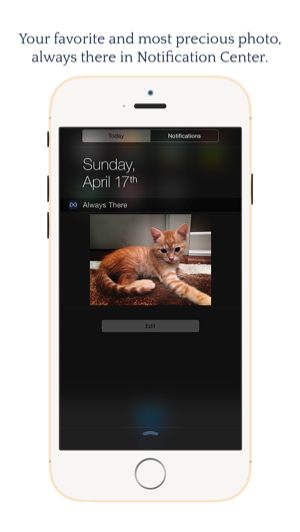 Your favorite and most precious photo,
always there in Notification Center.
Today Notifications
Sunday,
April 17th
Always There
Edit